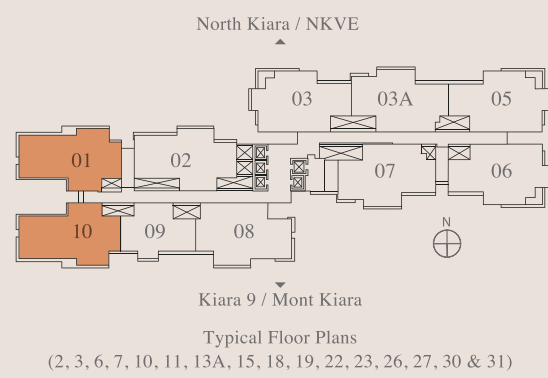 North Kiara / NKVE
03 03A 05
01 02
07 06
10 09 08
N
Kiara 9 / Mont Kiara
Typical Floor Plans
(2, 3, 6, 7, 10, 11, 13A, 15, 18, 19, 22, 23, 26, 27, 30 & 31)